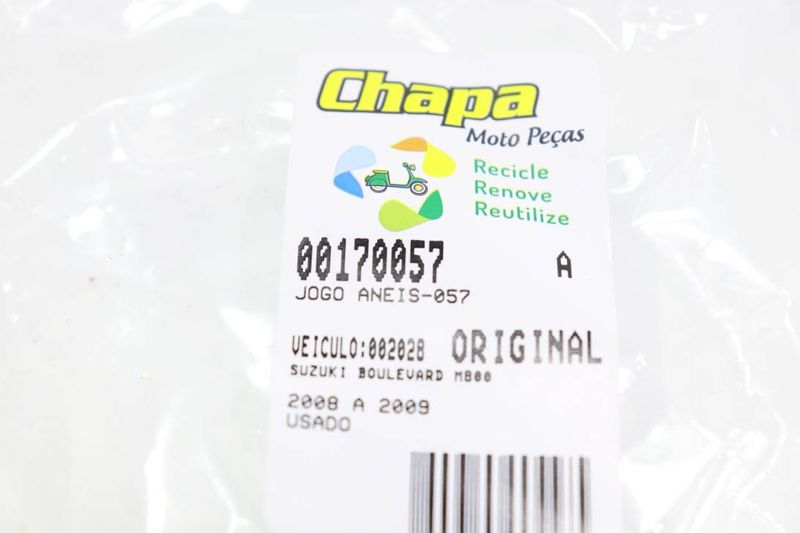 Chapa
Moto Peças
Recicle
Renove
Reutilize
00170057 A
JOGO ANEIS-057
VEICULO:002028 ORIGINAL
SUZUKI BOULEVARD M800
2008 A 2009
USADO